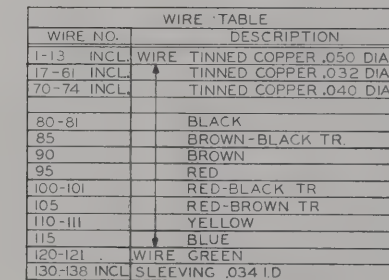 WIRE TABLE
WIRE NO. DESCRIPTION
1-13 INCL. WIRE TINNED COPPER .050 DIA
17-61 INCL. TINNED COPPER .032 DIA
70-74 INCL. TINNED COPPER .040 DIA
80-81 BLACK
85 BROWN-BLACK TR.
90 BROWN
95 RED
100-101 RED-BLACK TR
105 RED-BROWN TR
110-111 YELLOW
115 BLUE
120-121 WIRE GREEN
130-138 INCL SLEEVING .034 I.D